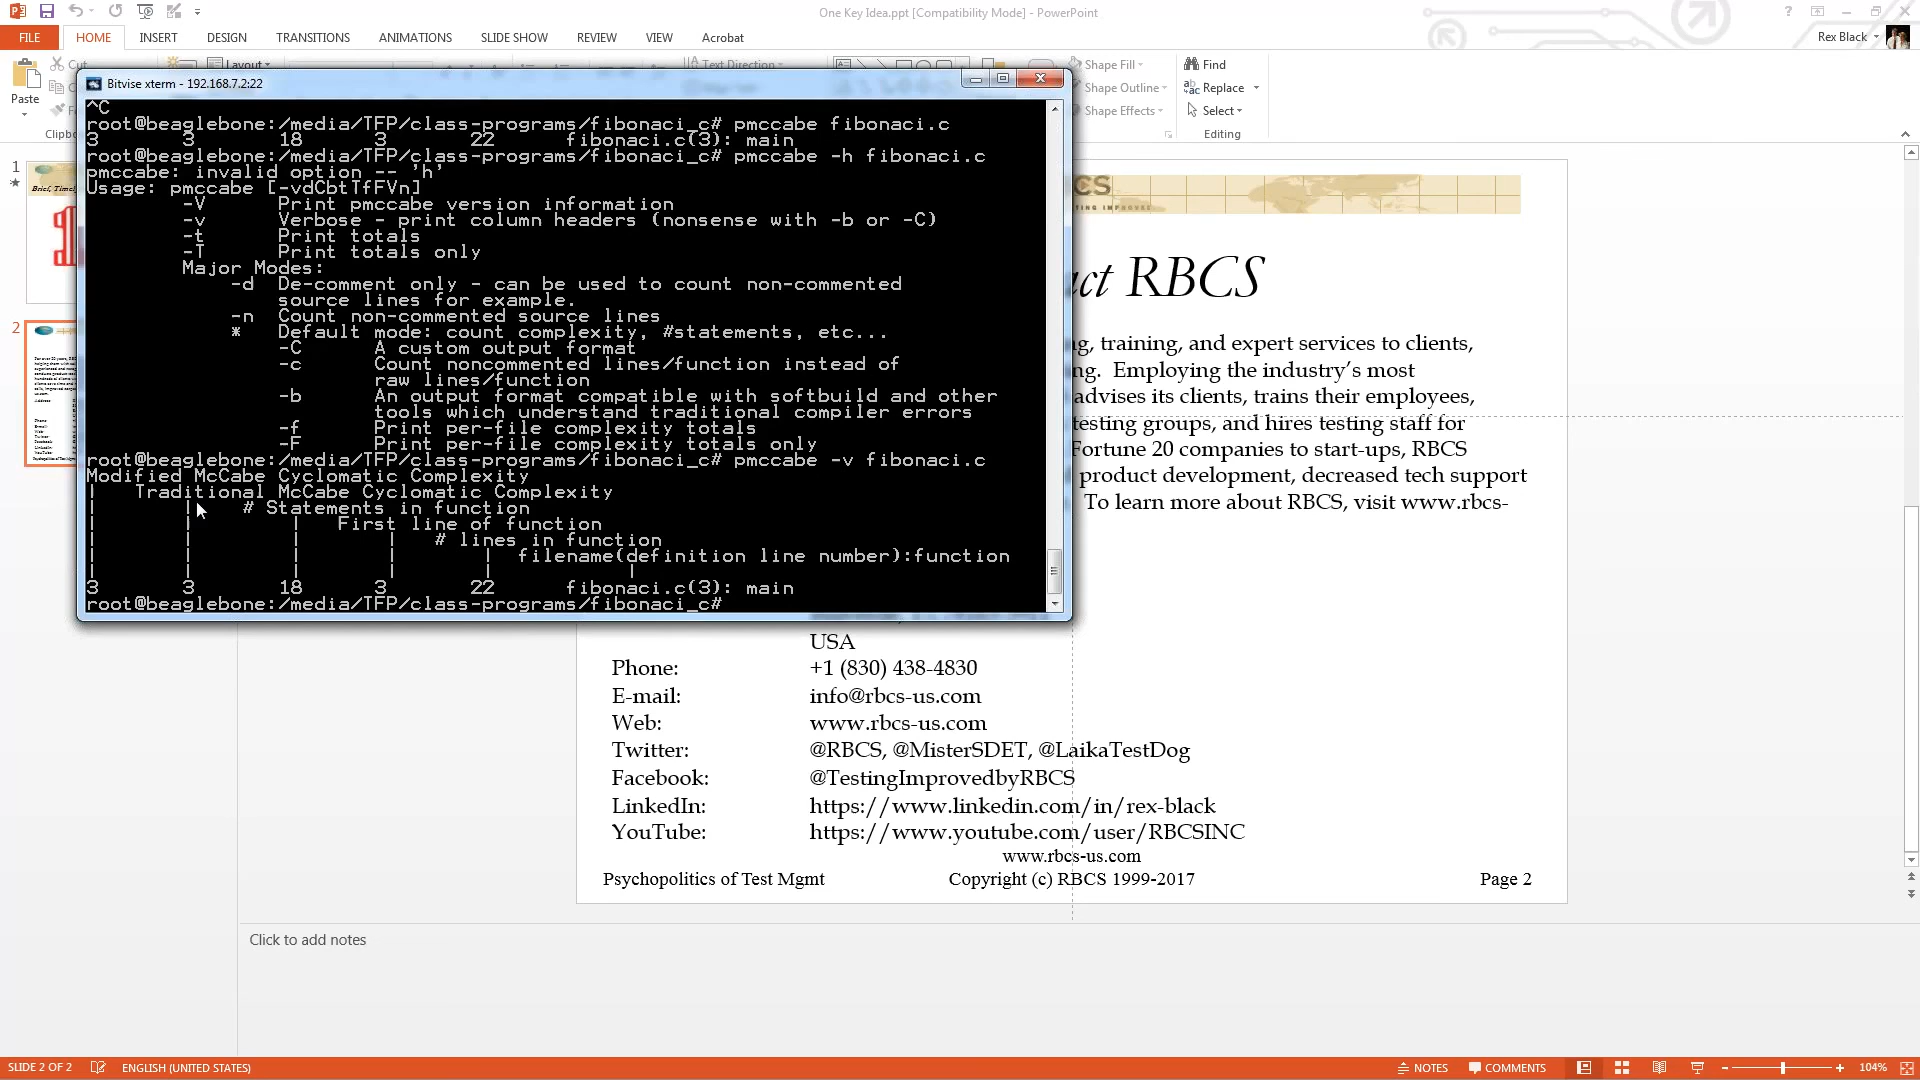 One Key Idea.ppt [Compatibility Mode] - PowerPoint
FILE HOME INSERT DESIGN TRANSITIONS ANIMATIONS SLIDE SHOW REVIEW VIEW Acrobat
Rex Black
Cut
Layout
Text Direction
Shape Fill
Find
Paste
Shape Outline
Replace
Shape Effects
Select
Editing
Bitvise xterm - 192.168.7.2:22
^C
root@beaglebone:/media/TFP/class-programs/fibonaci_c# pmccabe fibonaci.c
3 3 18 3 22 fibonaci.c(3): main
root@beaglebone:/media/TFP/class-programs/fibonaci_c# pmccabe -h fibonaci.c
pmccabe: invalid option -- 'h'
Usage: pmccabe [-vdCbtTfFVn]
-V Print pmccabe version information
-v Verbose - print column headers (nonsense with -b or -C)
-t Print totals
-T Print totals only
Major Modes:
-d De-comment only - can be used to count non-commented
source lines for example.
-n Count non-commented source lines
* Default mode: count complexity, #statements, etc...
-C A custom output format
-c Count noncommented lines/function instead of
raw lines/function
-b An output format compatible with softbuild and other
tools which understand traditional compiler errors
-f Print per-file complexity totals
-F Print per-file complexity totals only
root@beaglebone:/media/TFP/class-programs/fibonaci_c# pmccabe -v fibonaci.c
Modified McCabe Cyclomatic Complexity
| Traditional McCabe Cyclomatic Complexity
| | # Statements in function
| | | First line of function
| | | | # lines in function
| | | | | filename(definition line number):function
| | | | | |
3 3 18 3 22 fibonaci.c(3): main
root@beaglebone:/media/TFP/class-programs/fibonaci_c#
1
2
CS
act RBCS
ng, training, and expert services to clients,
ng. Employing the industry's most
advises its clients, trains their employees,
testing groups, and hires testing staff for
Fortune 20 companies to start-ups, RBCS
product development, decreased tech support
To learn more about RBCS, visit www.rbcs-
USA
Phone: +1 (830) 438-4830
E-mail: info@rbcs-us.com
Web: www.rbcs-us.com
Twitter: @RBCS, @MisterSDET, @LaikaTestDog
Facebook: @TestingImprovedbyRBCS
LinkedIn: https://www.linkedin.com/in/rex-black
YouTube: https://www.youtube.com/user/RBCSINC
www.rbcs-us.com
Psychopolitics of Test Mgmt Copyright (c) RBCS 1999-2017 Page 2
Click to add notes
SLIDE 2 OF 2 ENGLISH (UNITED STATES) NOTES COMMENTS 104%